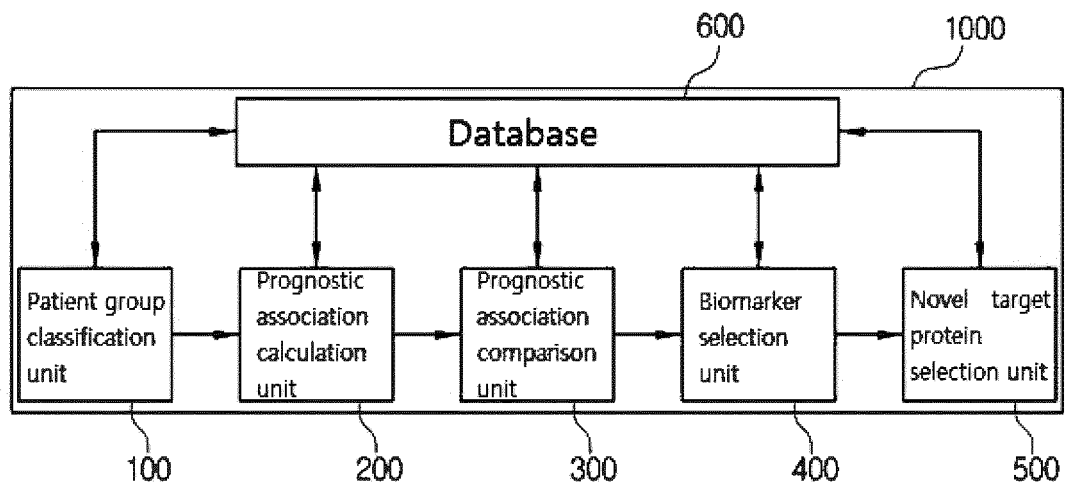 600
1000
Database
Patient group
classification
unit
Prognostic
association
calculation
unit
Prognostic
association
comparison
unit
Biomarker
selection
unit
Novel target
protein
selection unit
100
200
300
400
500